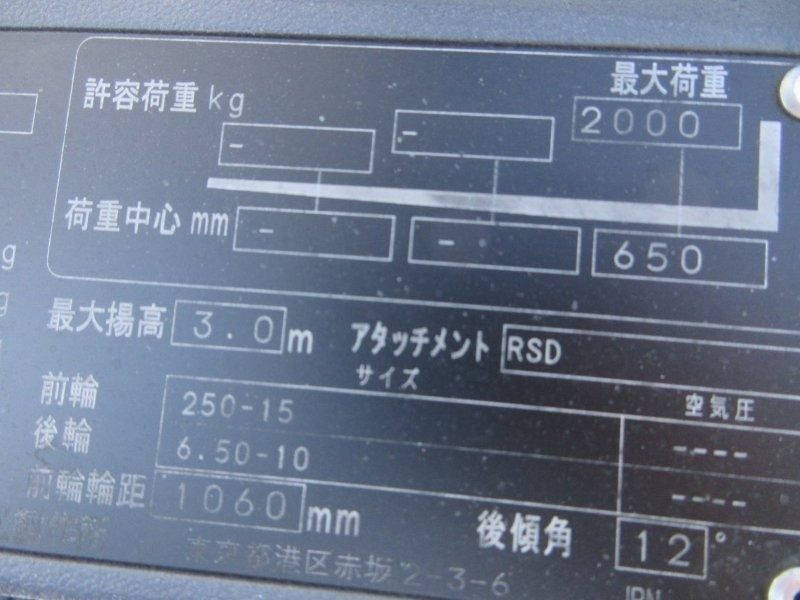 最大荷重
許容荷重 kg - - 2000
荷重中心 mm - - 650
最大揚高 3.0 m アタッチメント RSD
サイズ 空気圧
前輪 250-15 ----
後輪 6.50-10 ----
前輪輪距 1060 mm 後傾角 12°
東京都港区赤坂2-3-6